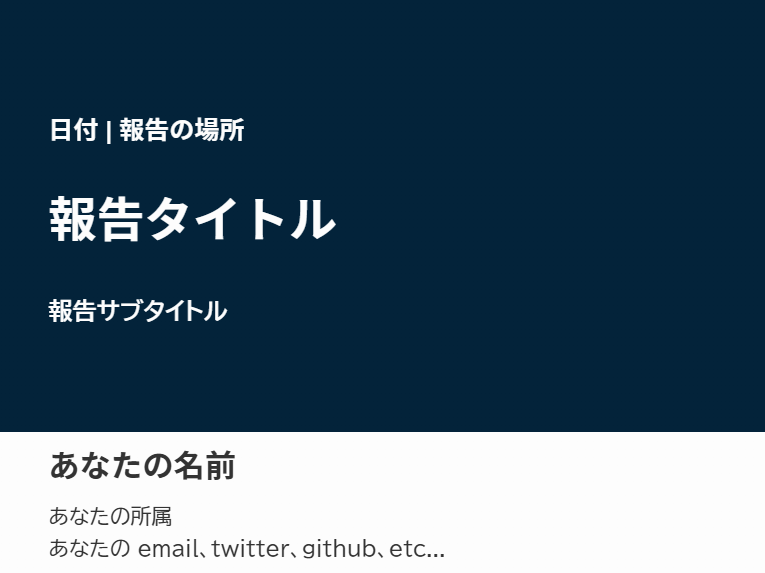 日付 | 報告の場所
報告タイトル
報告サブタイトル
あなたの名前
あなたの所属
あなたの email、twitter、github、etc...